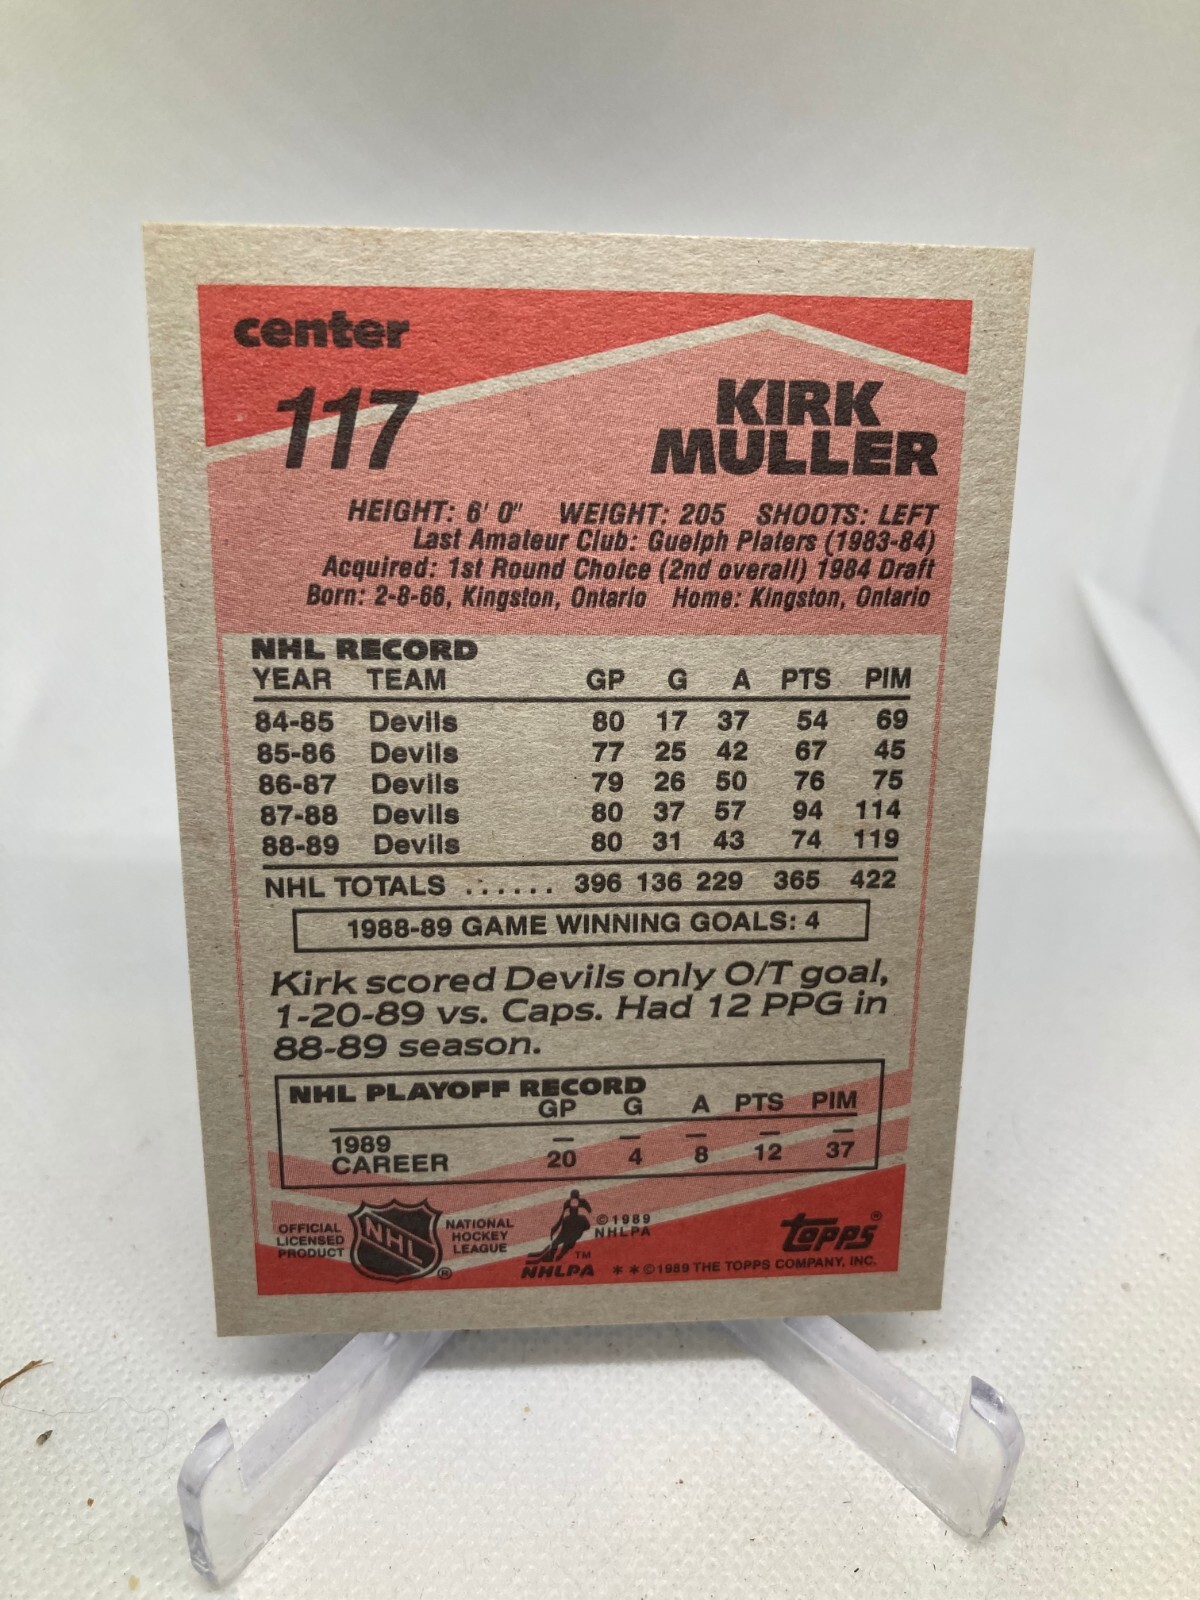 center
117
KIRK
MULLER
HEIGHT: 6' 0" WEIGHT: 205 SHOOTS: LEFT
Last Amateur Club: Guelph Platers (1983-84)
Acquired: 1st Round Choice (2nd overall) 1984 Draft
Born: 2-8-66, Kingston, Ontario Home: Kingston, Ontario
NHL RECORD
YEAR TEAM GP G A PTS PIM
84-85 Devils 80 17 37 54 69
85-86 Devils 77 25 42 67 45
86-87 Devils 79 26 50 76 75
87-88 Devils 80 37 57 94 114
88-89 Devils 80 31 43 74 119
NHL TOTALS ...... 396 136 229 365 422
1988-89 GAME WINNING GOALS: 4
Kirk scored Devils only O/T goal,
1-20-89 vs. Caps. Had 12 PPG in
88-89 season.
NHL PLAYOFF RECORD
GP G A PTS PIM
1989 — — — — —
CAREER 20 4 8 12 37
OFFICIAL
LICENSED
PRODUCT
NHL
®
NATIONAL
HOCKEY
LEAGUE
TM
NHLPA
©1989
NHLPA
topps®
**©1989 THE TOPPS COMPANY, INC.